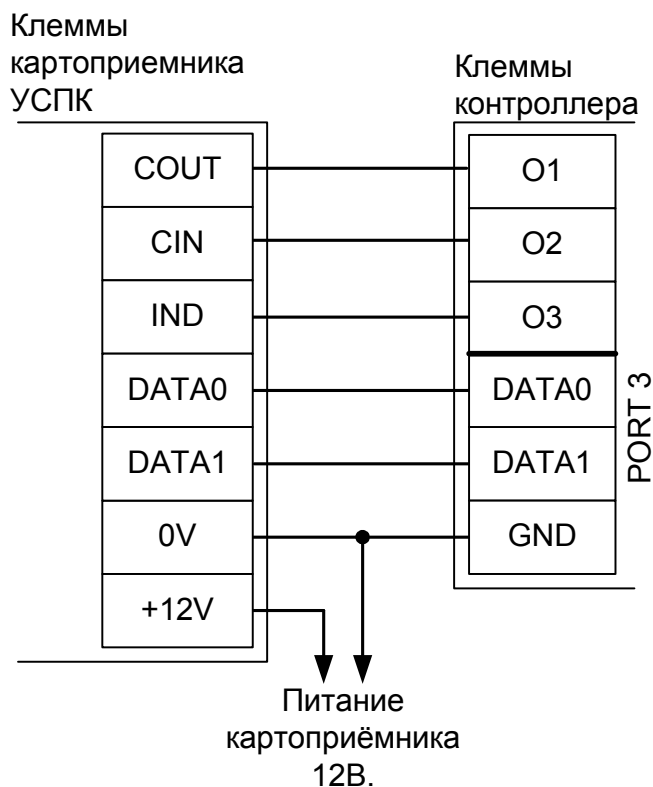 Клеммы
картоприемника
УСПК
Клеммы
контроллера
COUT
O1
CIN
O2
IND
O3
DATA0
DATA0
DATA1
DATA1
0V
GND
+12V
PORT 3
Питание
картоприёмника
12В.